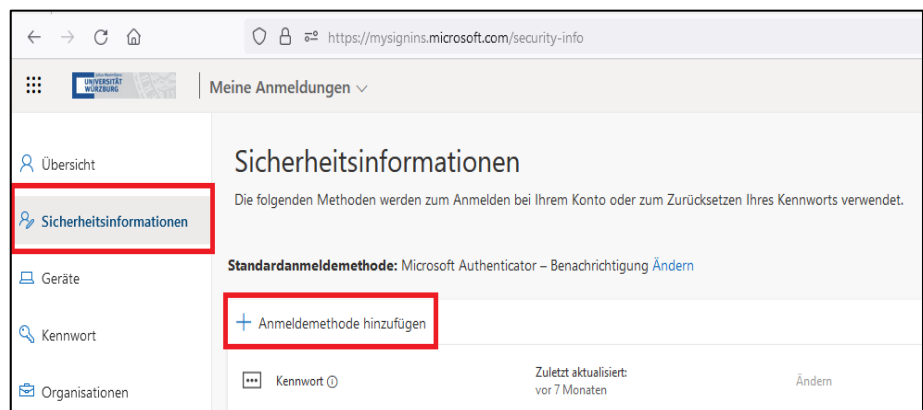 https://mysignins.microsoft.com/security-info
UNIVERSITÄT
WÜRZBURG
Meine Anmeldungen
Übersicht
Sicherheitsinformationen
Geräte
Kennwort
Organisationen
Sicherheitsinformationen
Die folgenden Methoden werden zum Anmelden bei Ihrem Konto oder zum Zurücksetzen Ihres Kennworts verwendet.
Standardanmeldemethode: Microsoft Authenticator – Benachrichtigung Ändern
+ Anmeldemethode hinzufügen
Kennwort
Zuletzt aktualisiert:
vor 7 Monaten
Ändern